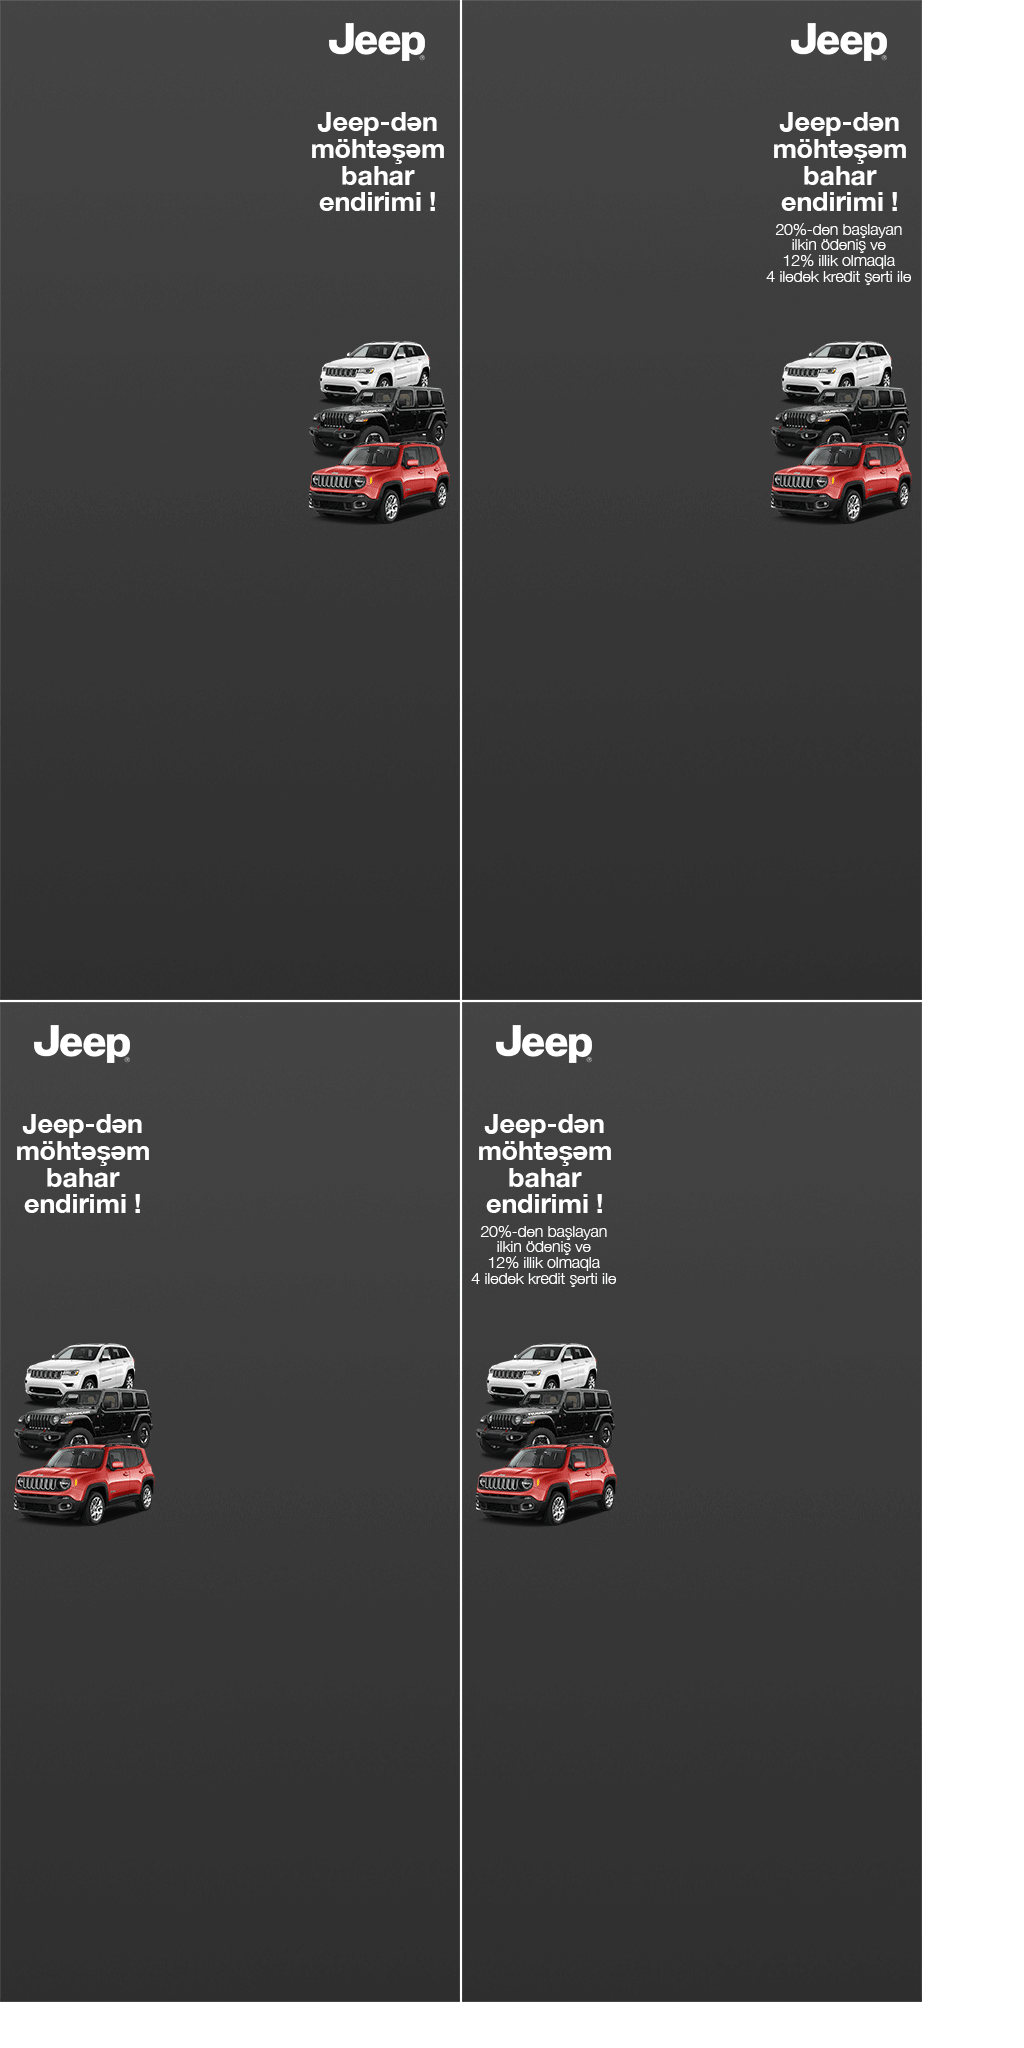 Jeep®
Jeep-dən
möhtəşəm
bahar
endirimi !
Jeep®
Jeep-dən
möhtəşəm
bahar
endirimi !
20%-dən başlayan
ilkin ödəniş və
12% illik olmaqla
4 ilədək kredit şərti ilə
Jeep®
Jeep-dən
möhtəşəm
bahar
endirimi !
Jeep®
Jeep-dən
möhtəşəm
bahar
endirimi !
20%-dən başlayan
ilkin ödəniş və
12% illik olmaqla
4 ilədək kredit şərti ilə